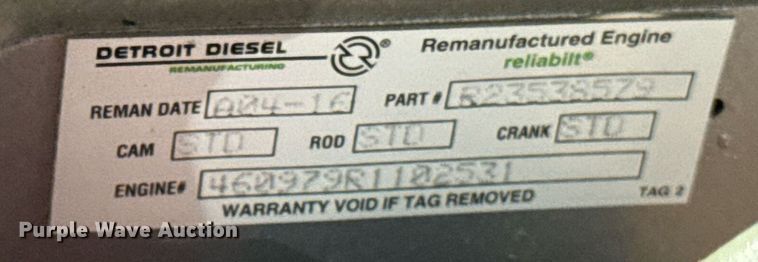 DETROIT DIESEL ® Remanufactured Engine
REMANUFACTURING reliabilt®
REMAN DATE A04-16 PART # R23538579
CAM STD ROD STD CRANK STD
ENGINE# 460979R1102531
WARRANTY VOID IF TAG REMOVED TAG 2
Purple Wave Auction